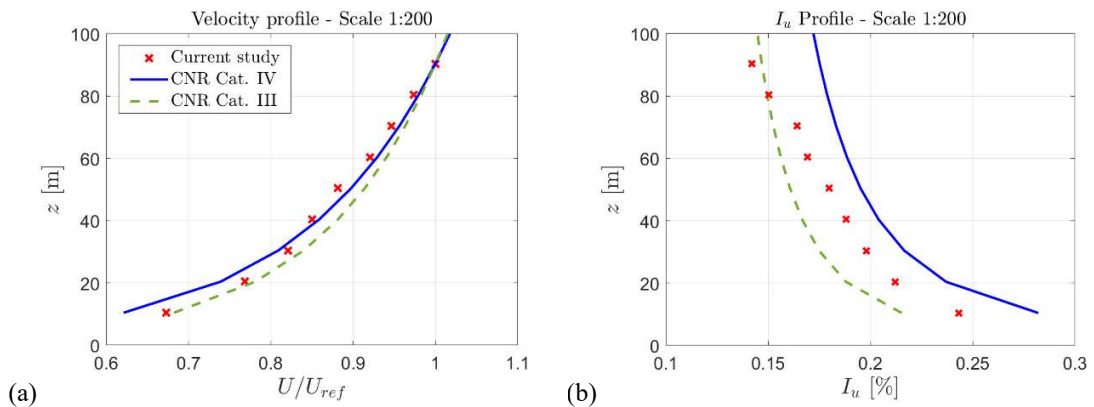 Velocity profile - Scale 1:200
100
80
60
40
20
0
z [m]
Current study
CNR Cat. IV
CNR Cat. III
0.6 0.7 0.8 0.9 1 1.1
U/U_ref
(a)
I_u Profile - Scale 1:200
100
80
60
40
20
0
z [m]
0.1 0.15 0.2 0.25 0.3
I_u [%]
(b)